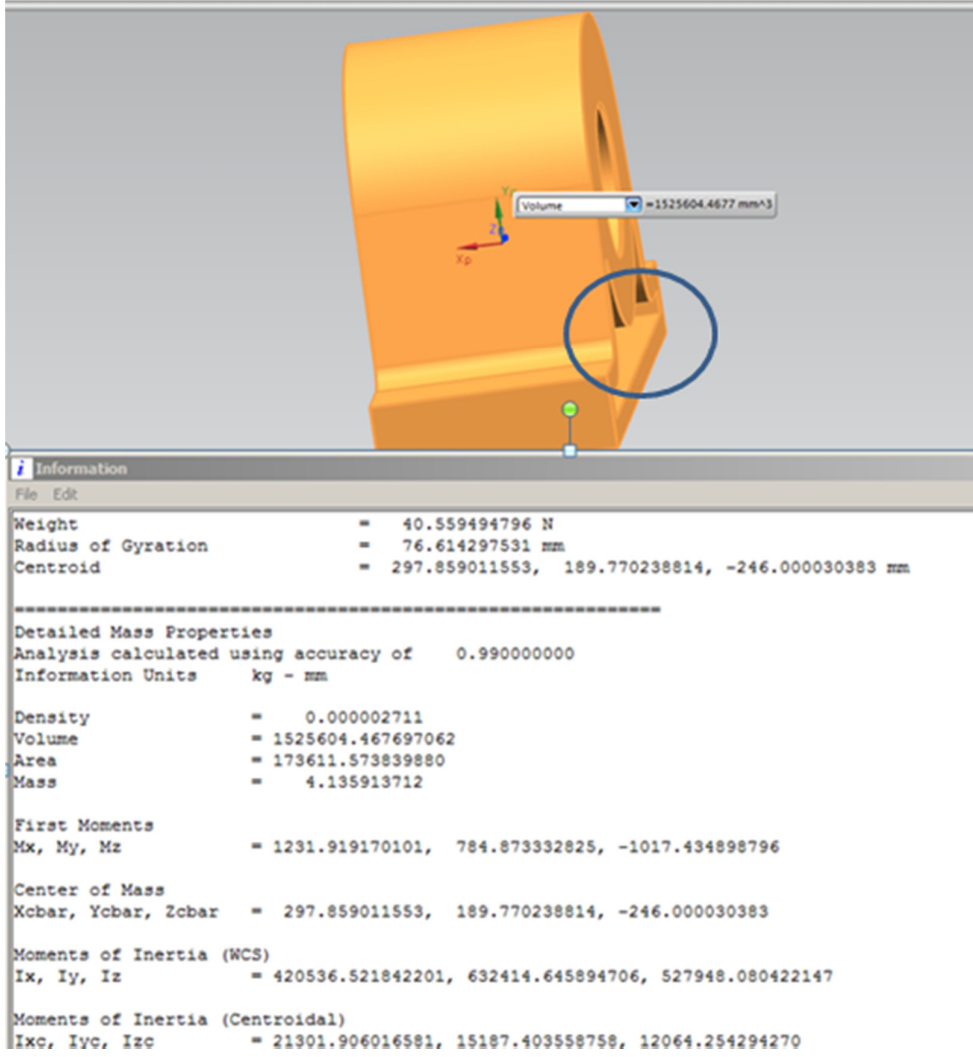 Yc
Volume =1525604.4677 mm^3
Xp
i Information
File Edit
Weight = 40.559494796 N
Radius of Gyration = 76.614297531 mm
Centroid = 297.859011553, 189.770238814, -246.000030383 mm
============================================================
Detailed Mass Properties
Analysis calculated using accuracy of 0.990000000
Information Units kg - mm
Density = 0.000002711
Volume = 1525604.467697062
Area = 173611.573839880
Mass = 4.135913712
First Moments
Mx, My, Mz = 1231.919170101, 784.873332825, -1017.434898796
Center of Mass
Xcbar, Ycbar, Zcbar = 297.859011553, 189.770238814, -246.000030383
Moments of Inertia (WCS)
Ix, Iy, Iz = 420536.521842201, 632414.645894706, 527948.080422147
Moments of Inertia (Centroidal)
Ixc, Iyc, Izc = 21301.906016581, 15187.403558758, 12064.254294270